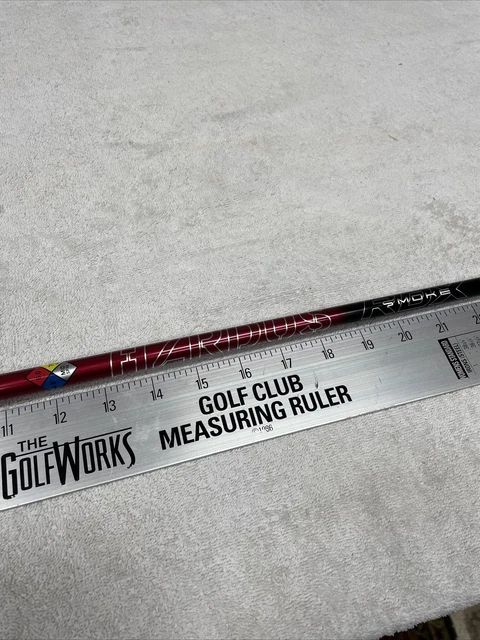 HZRDUS
SMOKE
11 12 13 14 15 16 17 18 19 20 21
THE
GOLFWORKS
GOLF CLUB
MEASURING RULER